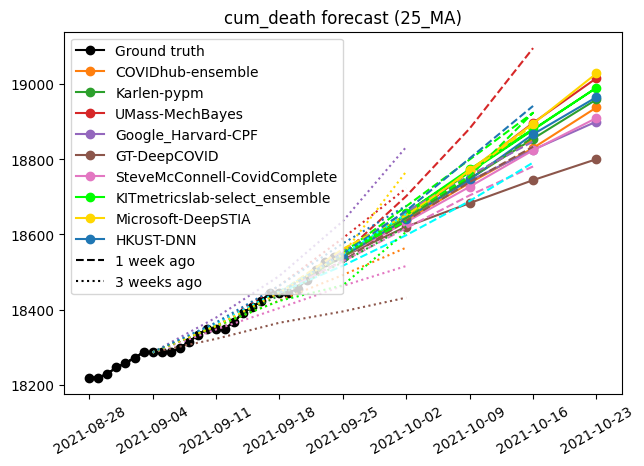 cum_death forecast (25_MA)
19000
18800
18600
18400
18200
Ground truth
COVIDhub-ensemble
Karlen-pypm
UMass-MechBayes
Google_Harvard-CPF
GT-DeepCOVID
SteveMcConnell-CovidComplete
KITmetricslab-select_ensemble
Microsoft-DeepSTIA
HKUST-DNN
1 week ago
3 weeks ago
2021-08-28
2021-09-04
2021-09-11
2021-09-18
2021-09-25
2021-10-02
2021-10-09
2021-10-16
2021-10-23